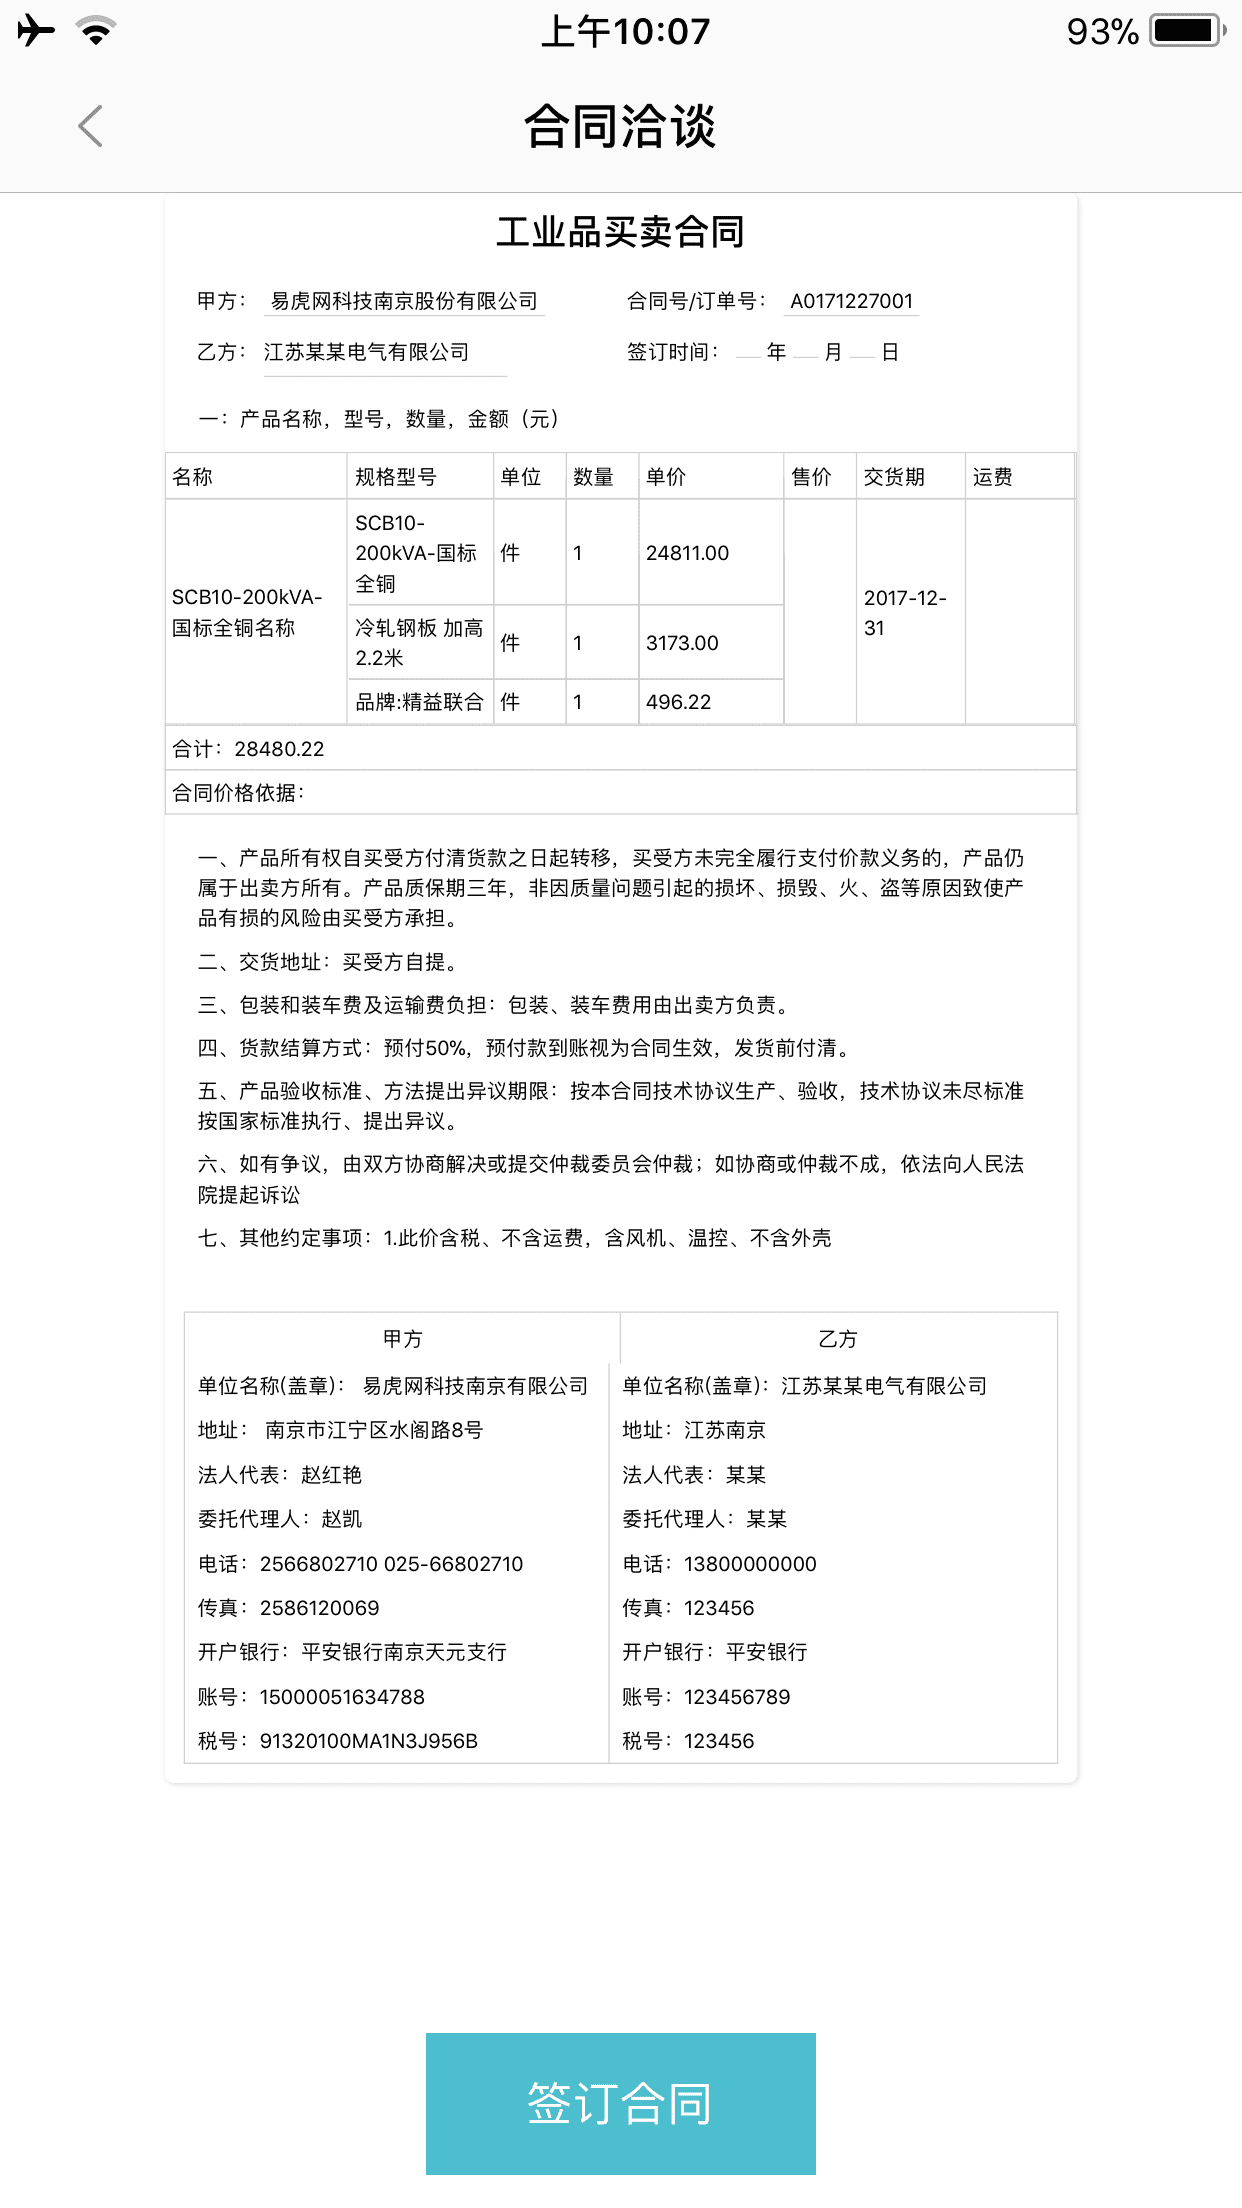 上午10:07
93%
合同洽谈
工业品买卖合同
甲方： 易虎网科技南京股份有限公司 合同号/订单号： A0171227001
乙方： 江苏某某电气有限公司 签订时间： 年 月 日
一：产品名称，型号，数量，金额（元）
名称 规格型号 单位 数量 单价 售价 交货期 运费
SCB10-200kVA-
国标全铜名称
SCB10-
200kVA-国标
全铜
件 1 24811.00
冷轧钢板 加高
2.2米
件 1 3173.00
品牌:精益联合 件 1 496.22
2017-12-
31
合计：28480.22
合同价格依据：
一、产品所有权自买受方付清货款之日起转移，买受方未完全履行支付价款义务的，产品仍
属于出卖方所有。产品质保期三年，非因质量问题引起的损坏、损毁、火、盗等原因致使产
品有损的风险由买受方承担。
二、交货地址：买受方自提。
三、包装和装车费及运输费负担：包装、装车费用由出卖方负责。
四、货款结算方式：预付50%，预付款到账视为合同生效，发货前付清。
五、产品验收标准、方法提出异议期限：按本合同技术协议生产、验收，技术协议未尽标准
按国家标准执行、提出异议。
六、如有争议，由双方协商解决或提交仲裁委员会仲裁；如协商或仲裁不成，依法向人民法
院提起诉讼
七、其他约定事项：1.此价含税、不含运费，含风机、温控、不含外壳
甲方 乙方
单位名称(盖章)： 易虎网科技南京有限公司 单位名称(盖章)：江苏某某电气有限公司
地址： 南京市江宁区水阁路8号 地址：江苏南京
法人代表：赵红艳 法人代表：某某
委托代理人：赵凯 委托代理人：某某
电话：2566802710 025-66802710 电话：13800000000
传真：2586120069 传真：123456
开户银行：平安银行南京天元支行 开户银行：平安银行
账号：15000051634788 账号：123456789
税号：91320100MA1N3J956B 税号：123456
签订合同